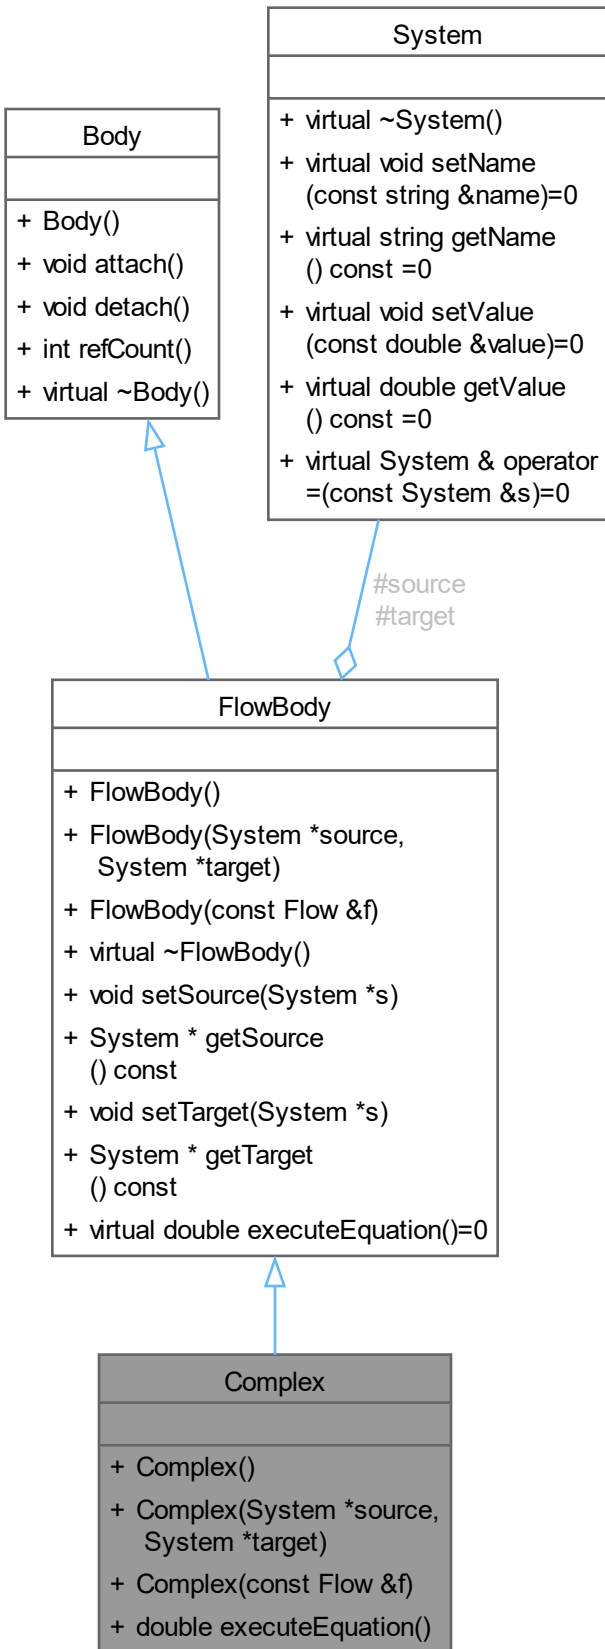 System
+ virtual ~System()
+ virtual void setName
(const string &name)=0
+ virtual string getName
() const =0
+ virtual void setValue
(const double &value)=0
+ virtual double getValue
() const =0
+ virtual System & operator
=(const System &s)=0
Body
+ Body()
+ void attach()
+ void detach()
+ int refCount()
+ virtual ~Body()
#source
#target
FlowBody
+ FlowBody()
+ FlowBody(System *source,
System *target)
+ FlowBody(const Flow &f)
+ virtual ~FlowBody()
+ void setSource(System *s)
+ System * getSource
() const
+ void setTarget(System *s)
+ System * getTarget
() const
+ virtual double executeEquation()=0
Complex
+ Complex()
+ Complex(System *source,
System *target)
+ Complex(const Flow &f)
+ double executeEquation()